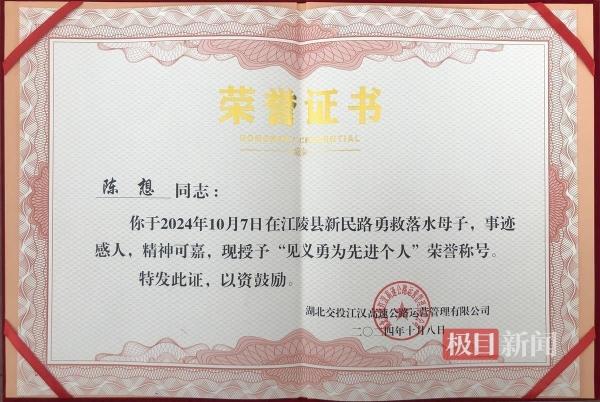 极目新闻
荣誉证书
HONORARY CREDENTIAL
陈想 同志：
你于2024年10月7日在江陵县新民路勇救落水母子，事迹
感人，精神可嘉，现授予“见义勇为先进个人”荣誉称号。
特发此证，以资鼓励。
湖北交投江汉高速公路运营管理有限公司
二〇二四年十月八日
极目新闻